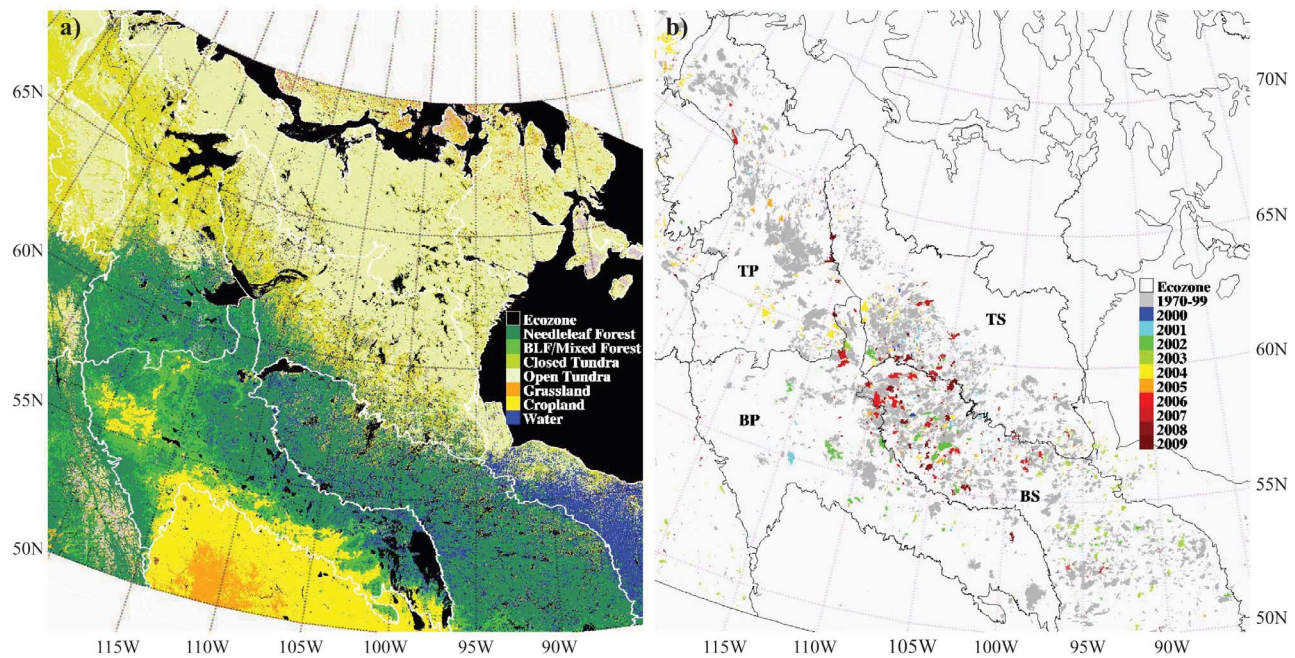 a)
65N
60N
55N
50N
115W
110W
105W
100W
95W
90W
Ecozone
Needleleaf Forest
BLF/Mixed Forest
Closed Tundra
Open Tundra
Grassland
Cropland
Water
b)
70N
65N
60N
55N
50N
TP
TS
BP
BS
Ecozone
1970-99
2000
2001
2002
2003
2004
2005
2006
2007
2008
2009
115W
110W
105W
100W
95W
90W